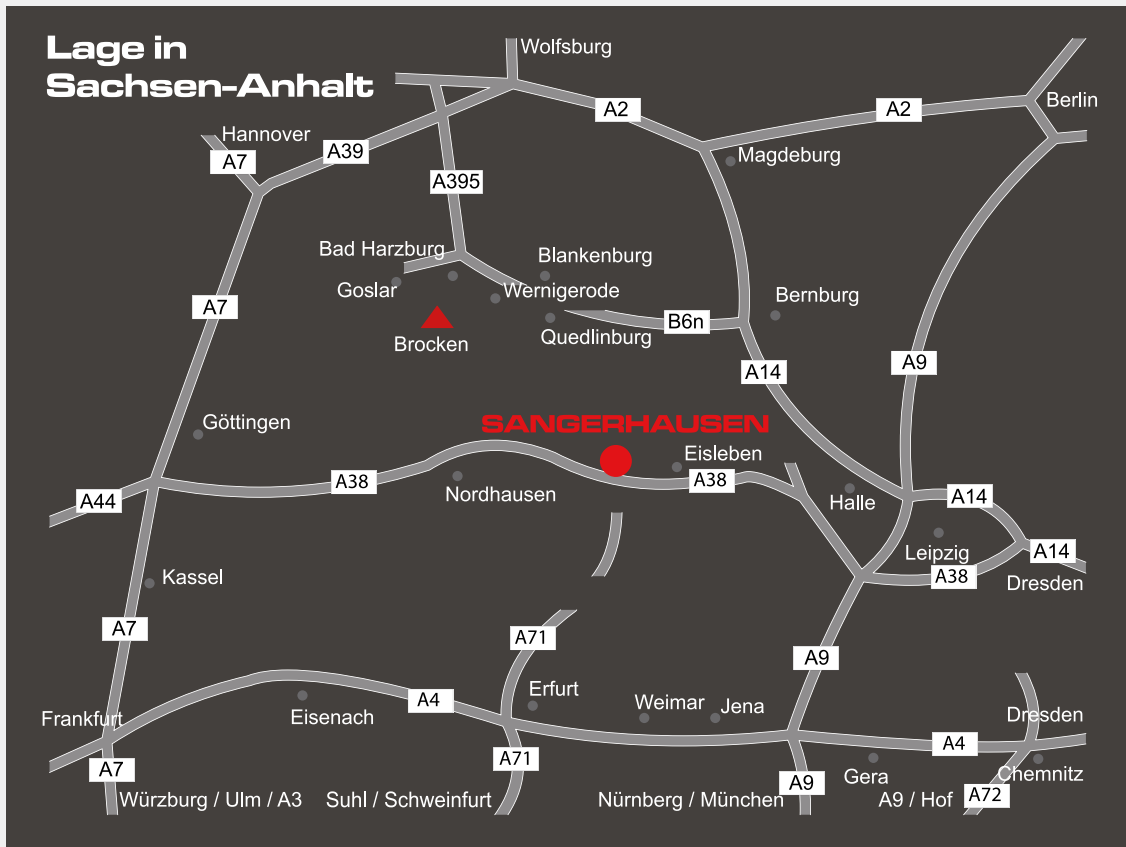 Lage in
Sachsen-Anhalt
Wolfsburg
A2
A2
Berlin
Hannover
A7
A39
Magdeburg
A395
Bad Harzburg
Blankenburg
Goslar
Wernigerode
Bernburg
A7
B6n
Brocken
Quedlinburg
A14
A9
Göttingen
SANGERHAUSEN
Eisleben
A44
A38
Nordhausen
A38
Halle
A14
Leipzig
A14
Kassel
A38
Dresden
A7
A71
A9
Frankfurt
Eisenach
A4
Erfurt
Weimar
Jena
Dresden
A4
A7
A71
A9
Gera
Chemnitz
Würzburg / Ulm / A3
Suhl / Schweinfurt
Nürnberg / München
A9 / Hof
A72